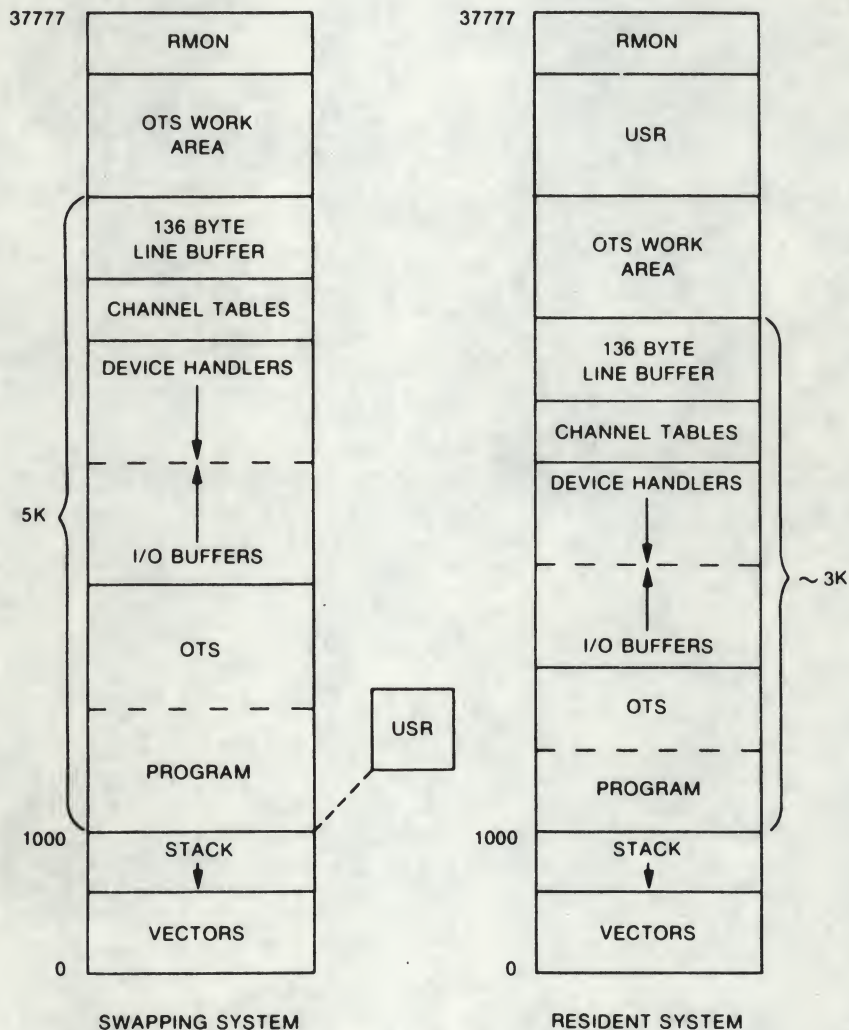 37777
RMON
OTS WORK
AREA
136 BYTE
LINE BUFFER
CHANNEL TABLES
DEVICE HANDLERS
5K
I/O BUFFERS
OTS
PROGRAM
USR
1000
STACK
VECTORS
0
SWAPPING SYSTEM
37777
RMON
USR
OTS WORK
AREA
136 BYTE
LINE BUFFER
CHANNEL TABLES
DEVICE HANDLERS
~ 3K
I/O BUFFERS
OTS
PROGRAM
1000
STACK
VECTORS
0
RESIDENT SYSTEM